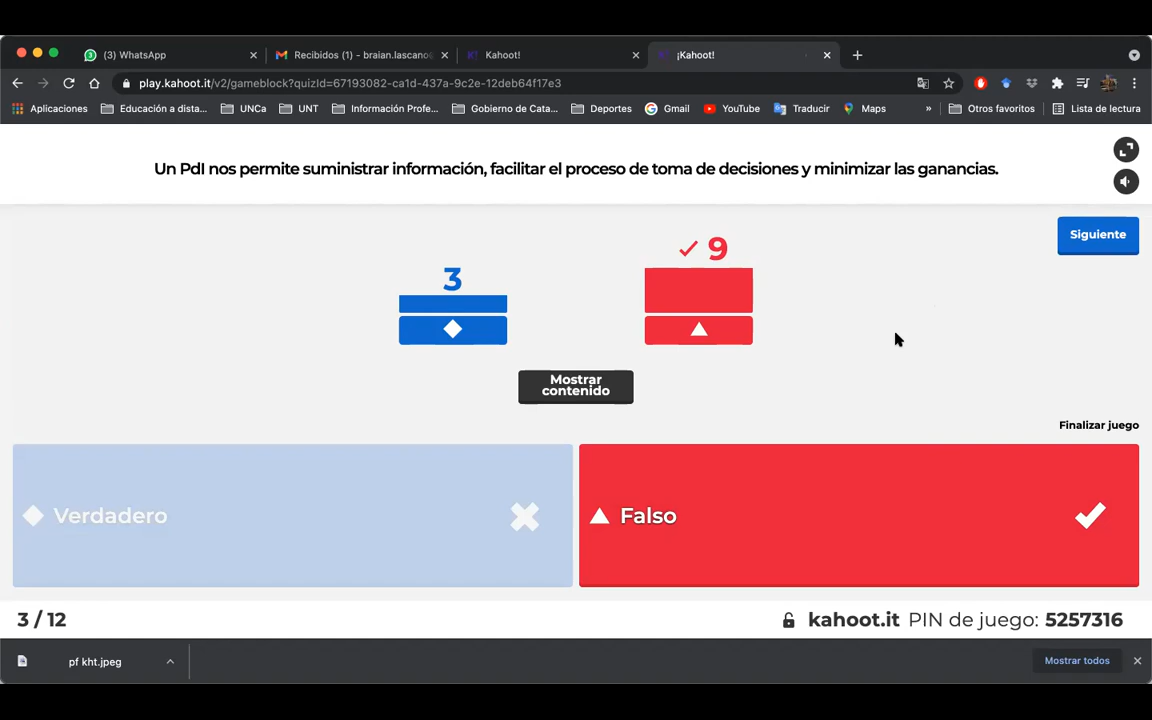 (3) WhatsApp
Recibidos (1) - braian.lascano
Kahoot!
¡Kahoot!
play.kahoot.it/v2/gameblock?quizId=67193082-ca1d-437a-9c2e-12deb64f17e3
Aplicaciones
Educación a dista...
UNCa
UNT
Información Profe...
Gobierno de Cata...
Deportes
Gmail
YouTube
Traducir
Maps
»
Otros favoritos
Lista de lectura
Un PdI nos permite suministrar información, facilitar el proceso de toma de decisiones y minimizar las ganancias.
Siguiente
3
9
Mostrar
contenido
Finalizar juego
Verdadero
Falso
3 / 12
kahoot.it PIN de juego: 5257316
pf kht.jpeg
Mostrar todos